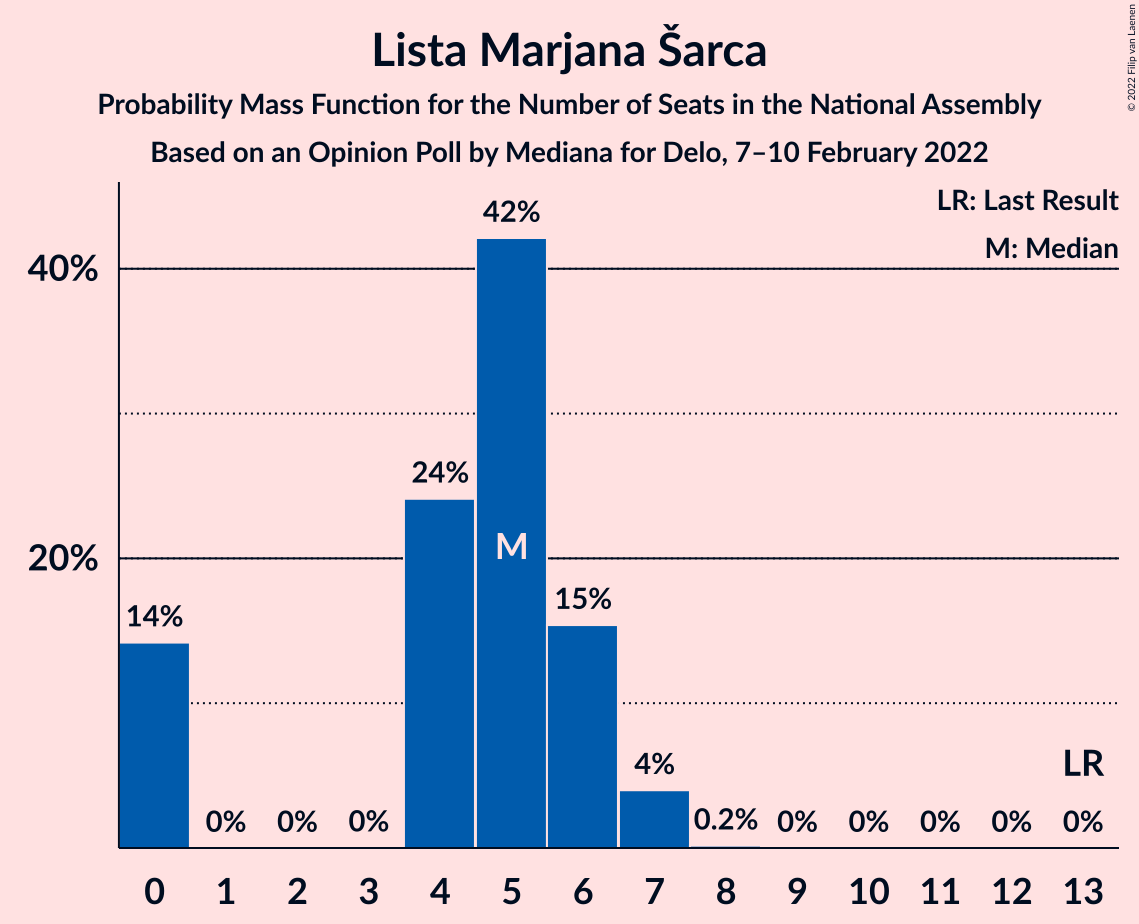 Lista Marjana Šarca
Probability Mass Function for the Number of Seats in the National Assembly
Based on an Opinion Poll by Mediana for Delo, 7–10 February 2022
© 2022 Filip van Laenen
LR: Last Result
M: Median
40%
20%
14%
0%
0%
0%
24%
42%
M
15%
4%
0.2%
0%
0%
0%
0%
LR
0%
0 1 2 3 4 5 6 7 8 9 10 11 12 13